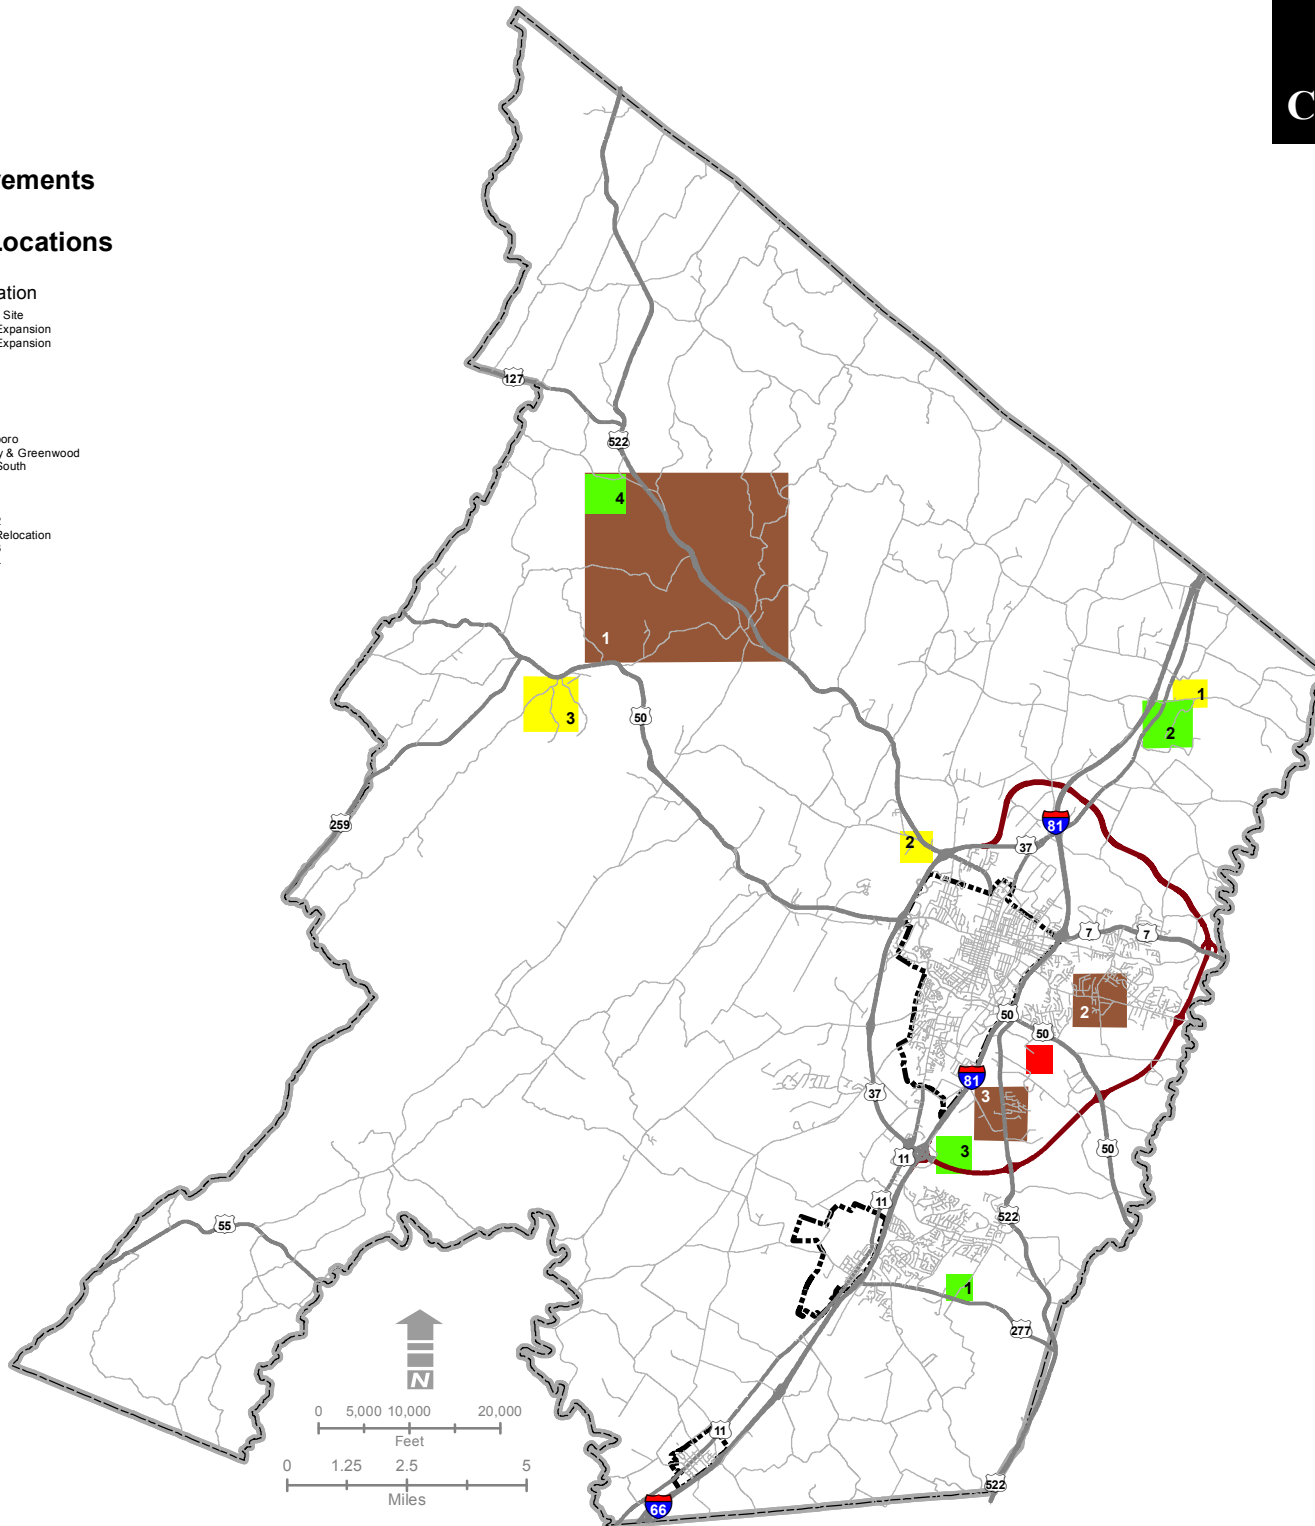 C
ements
ocations
ation
Site
Expansion
Expansion
oro
& Greenwood
South
Relocation
127
522
4
1
3
50
259
1
2
81
2
37
7
7
50
2
50
81
3
37
11
3
50
11
522
55
1
277
N
0 5,000 10,000 20,000
Feet
0 1.25 2.5 5
Miles
11
522
66